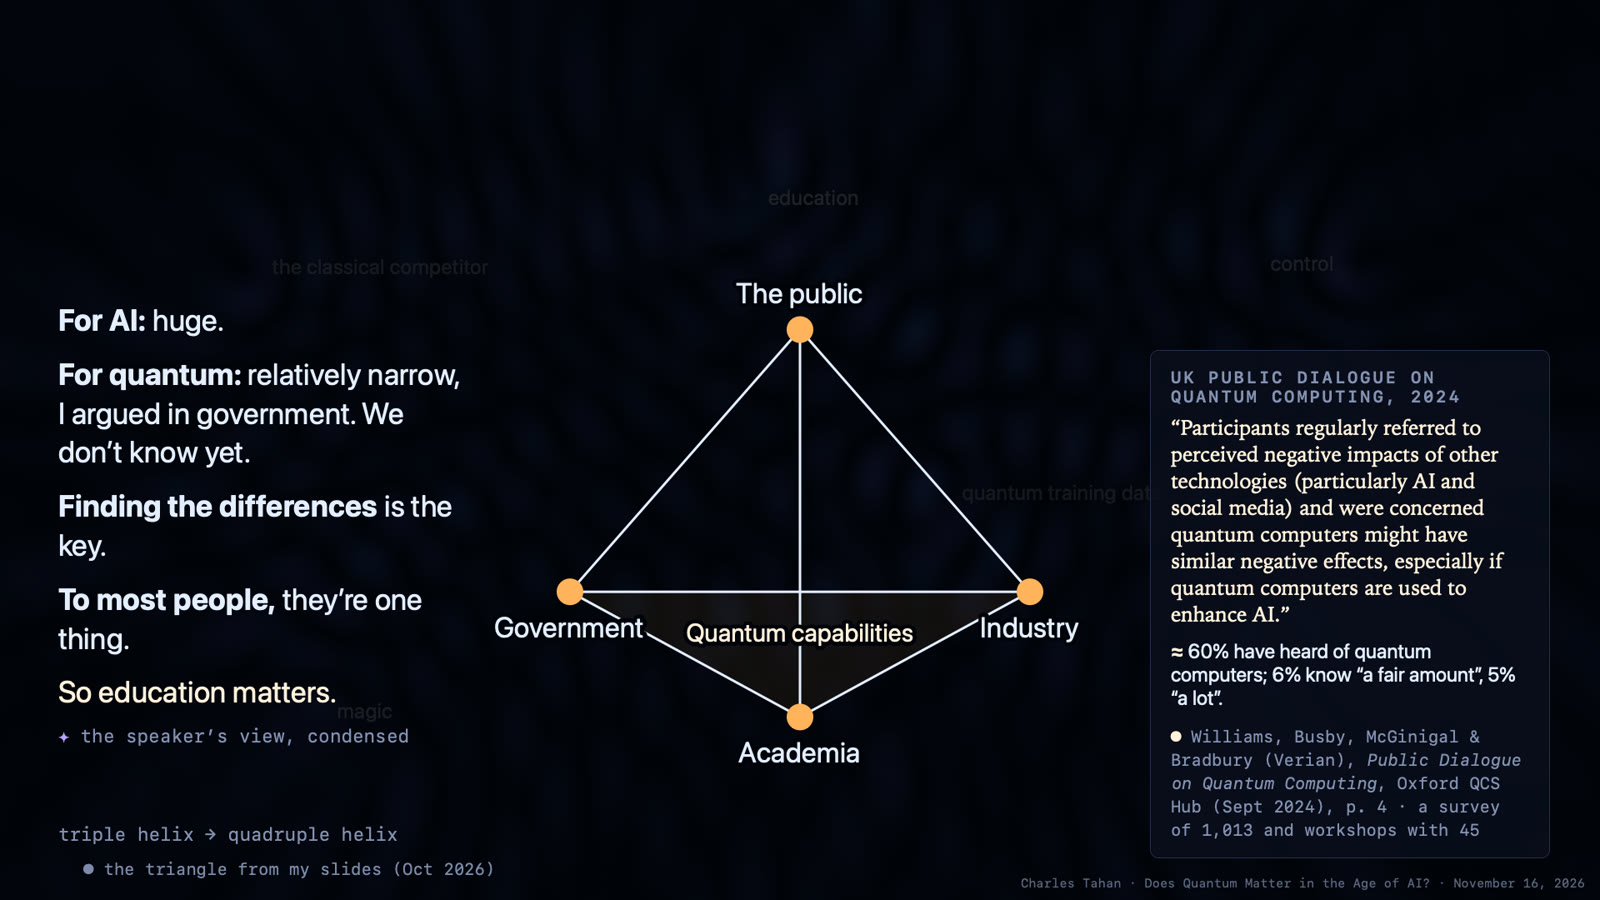 education
the classical competitor
control
The public
For AI: huge.
For quantum: relatively narrow,
I argued in government. We
don’t know yet.
Finding the differences is the
key.
To most people, they’re one
thing.
So education matters.
magic
✦ the speaker’s view, condensed
triple helix → quadruple helix
● the triangle from my slides (Oct 2026)
quantum training dat
Government
Quantum capabilities
Industry
Academia
UK PUBLIC DIALOGUE ON
QUANTUM COMPUTING, 2024
“Participants regularly referred to
perceived negative impacts of other
technologies (particularly AI and
social media) and were concerned
quantum computers might have
similar negative effects, especially if
quantum computers are used to
enhance AI.”
≈ 60% have heard of quantum
computers; 6% know “a fair amount”, 5%
“a lot”.
● Williams, Busby, McGinigal &
Bradbury (Verian), Public Dialogue
on Quantum Computing, Oxford QCS
Hub (Sept 2024), p. 4 · a survey
of 1,013 and workshops with 45
Charles Tahan · Does Quantum Matter in the Age of AI? · November 16, 2026